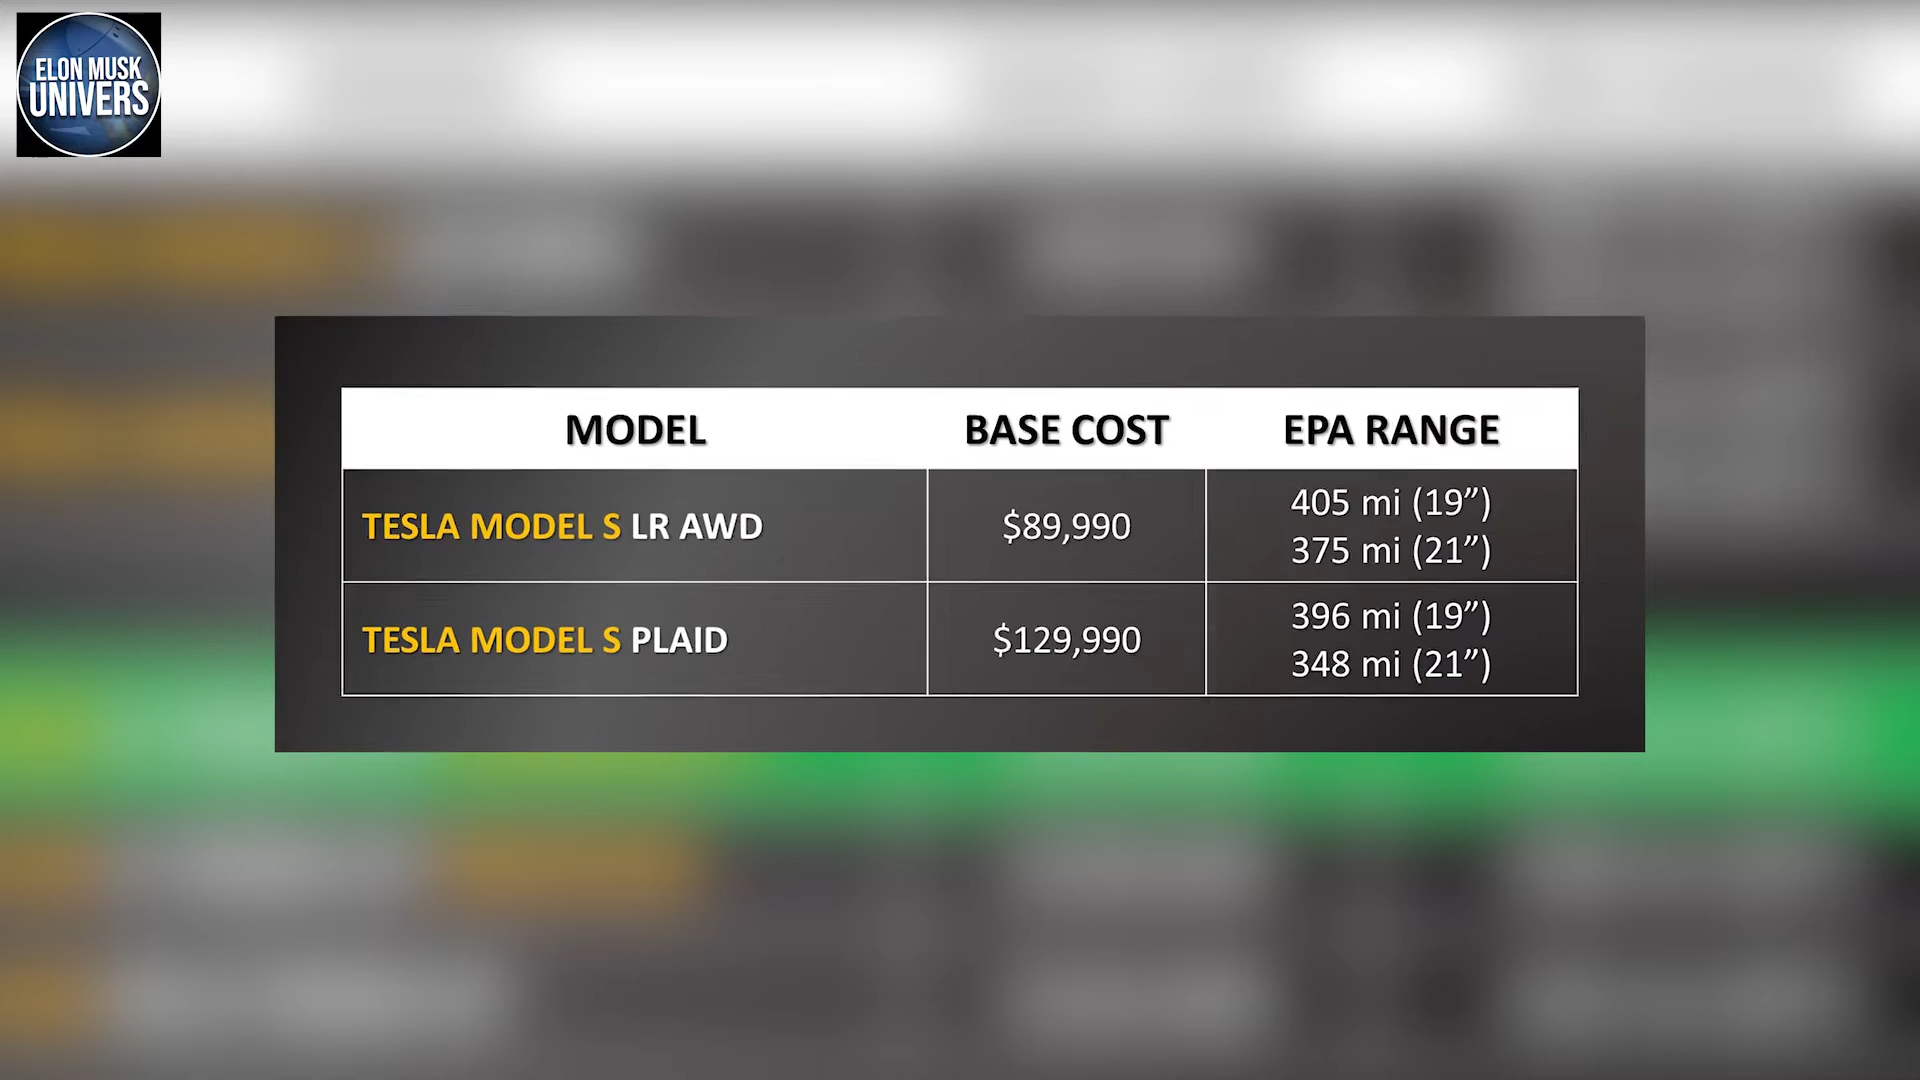 ELON MUSK
UNIVERS
MODEL BASE COST EPA RANGE
TESLA MODEL S LR AWD $89,990 405 mi (19”)
375 mi (21”)
TESLA MODEL S PLAID $129,990 396 mi (19”)
348 mi (21”)